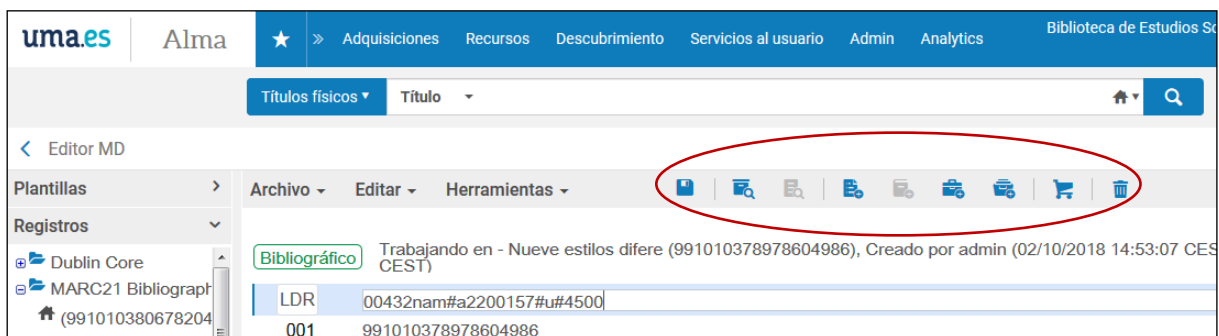 uma.es Alma » Adquisiciones Recursos Descubrimiento Servicios al usuario Admin Analytics Biblioteca de Estudios So
Títulos físicos Título
Editor MD
Plantillas Archivo Editar Herramientas
Registros
Bibliográfico Trabajando en - Nueve estilos difere (991010378978604986), Creado por admin (02/10/2018 14:53:07 CES
CEST)
Dublin Core
MARC21 Bibliograph
LDR 00432nam#a2200157#u#4500
(991010380678204
001 991010378978604986